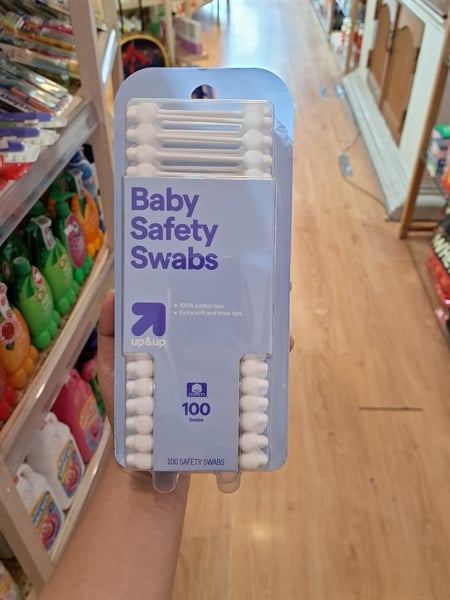 Baby
Safety
Swabs
• 100% cotton tips
• Extra soft and thick tips
up&up
100
Swabs
100 SAFETY SWABS